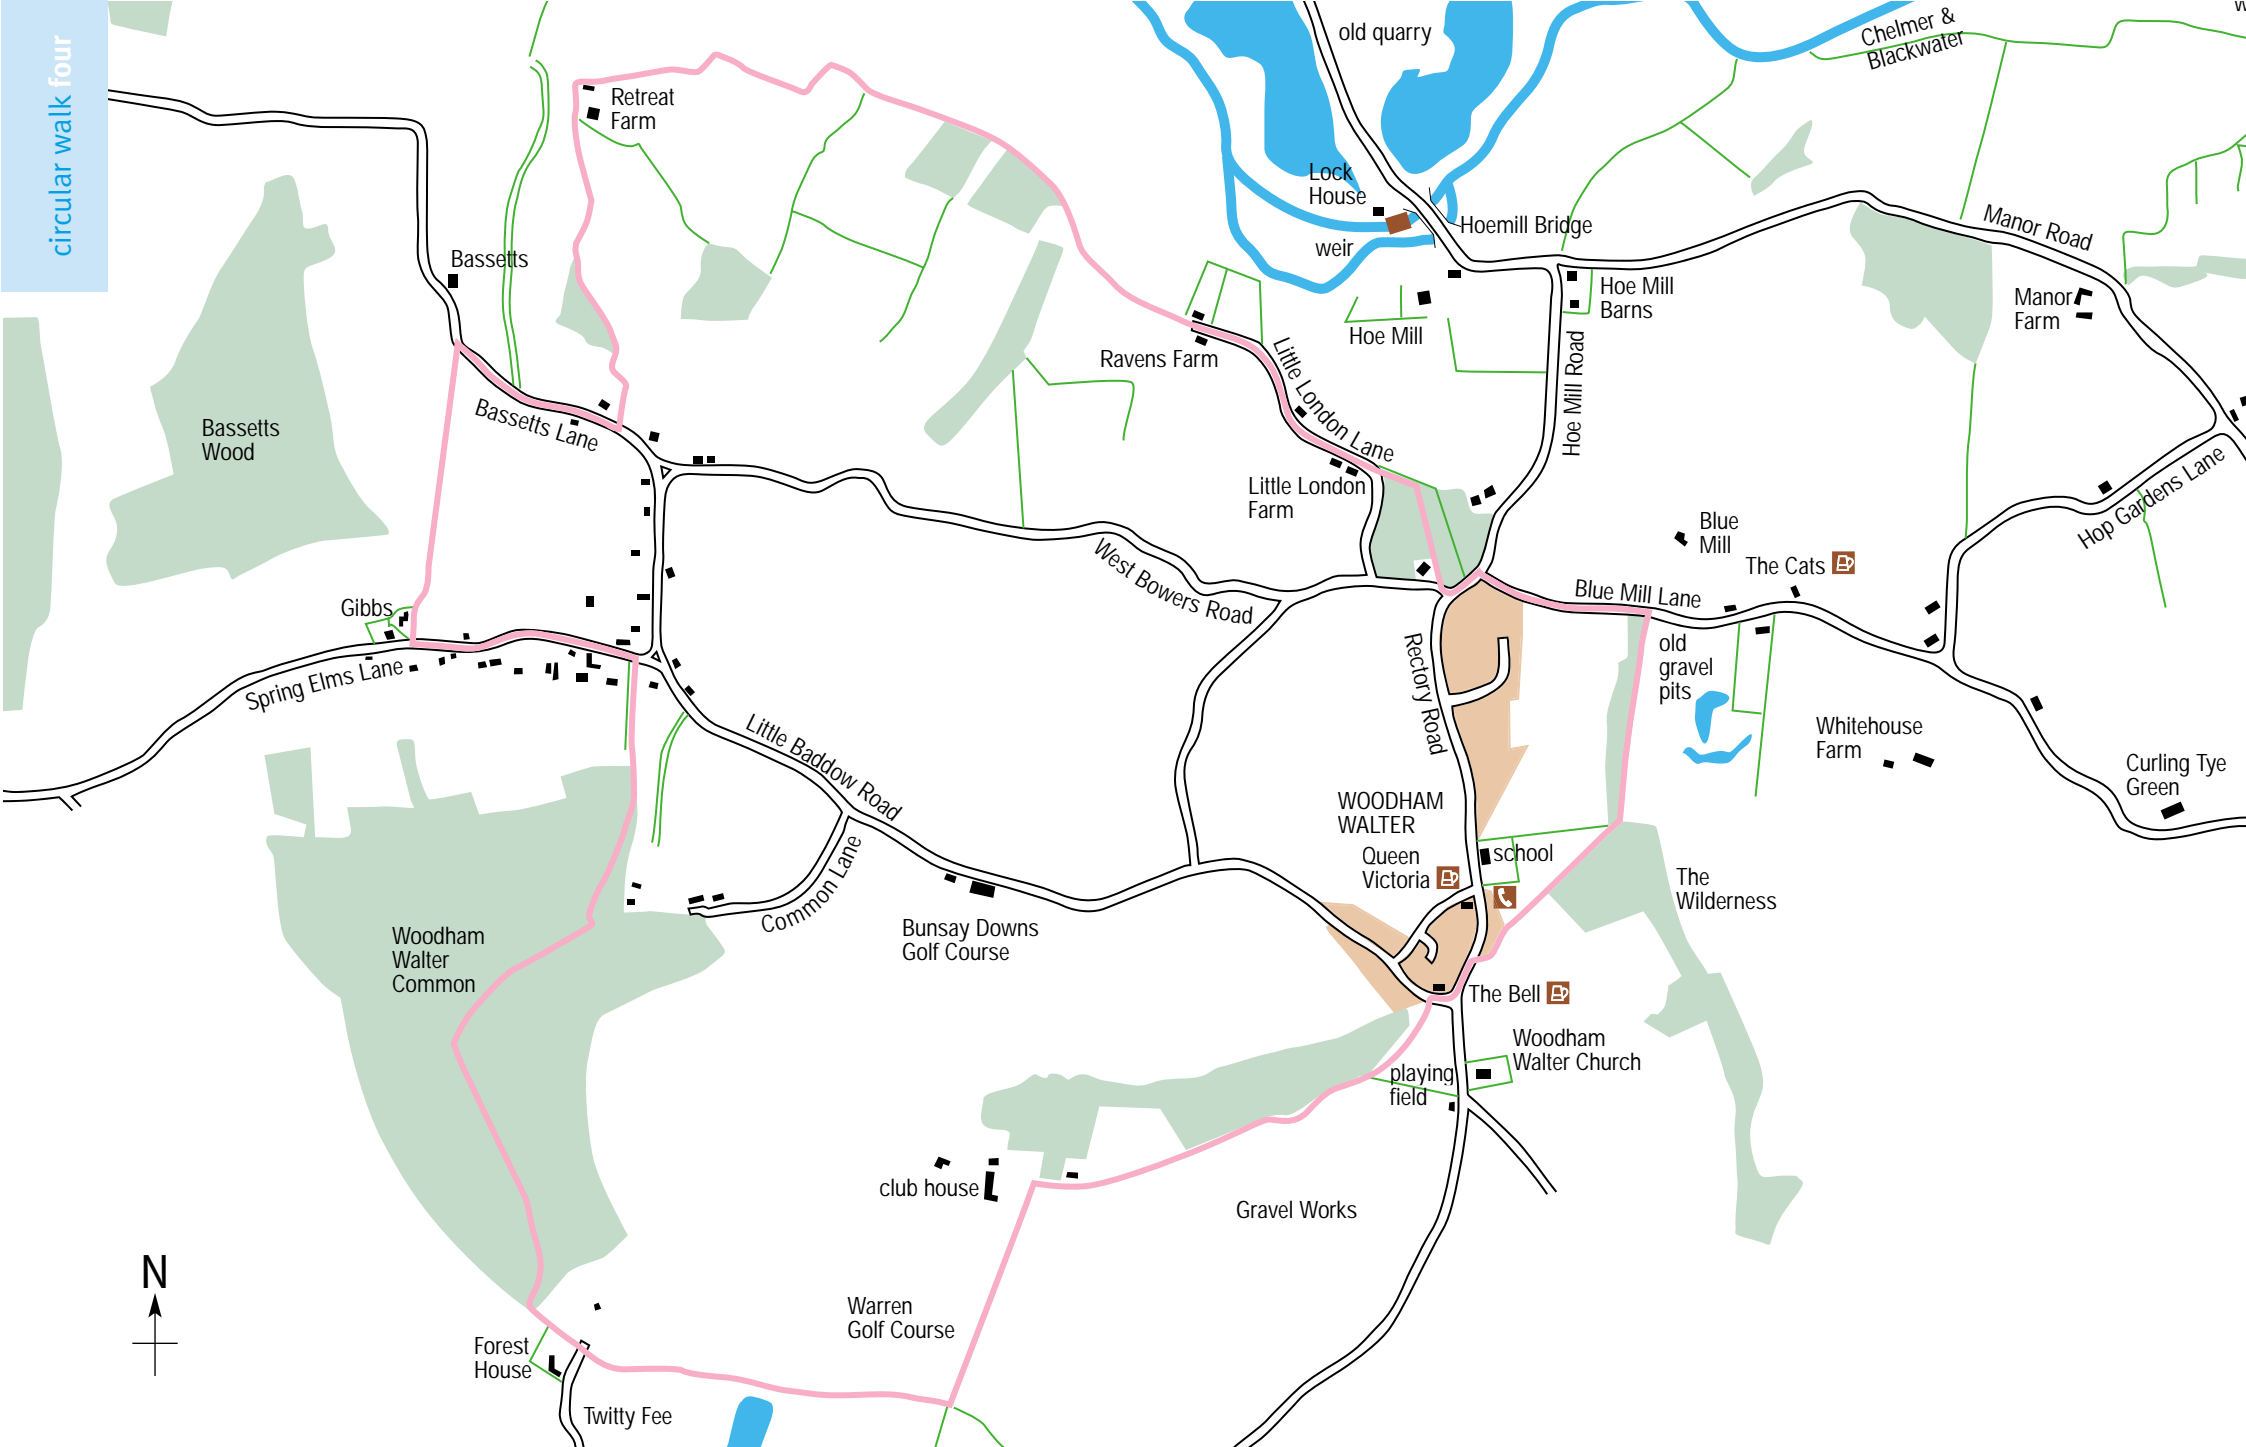 circular walk four
old quarry
Chelmer &
Blackwater
w
Retreat
Farm
Lock
House
Hoemill Bridge
weir
Manor Road
Bassetts
Hoe Mill
Barns
Manor
Farm
Hoe Mill
Ravens Farm
Little London Lane
Hoe Mill Road
Bassetts
Wood
Bassetts Lane
Little London
Farm
Hop Gardens Lane
Blue
Mill
The Cats
West Bowers Road
Blue Mill Lane
Gibbs
Spring Elms Lane
Rectory Road
old
gravel
pits
Little Baddow Road
Whitehouse
Farm
Curling Tye
Green
WOODHAM
WALTER
Queen
Victoria
school
Common Lane
The
Wilderness
Woodham
Walter
Common
Bunsay Downs
Golf Course
The Bell
Woodham
Walter Church
playing
field
club house
Gravel Works
N
Warren
Golf Course
Forest
House
Twitty Fee